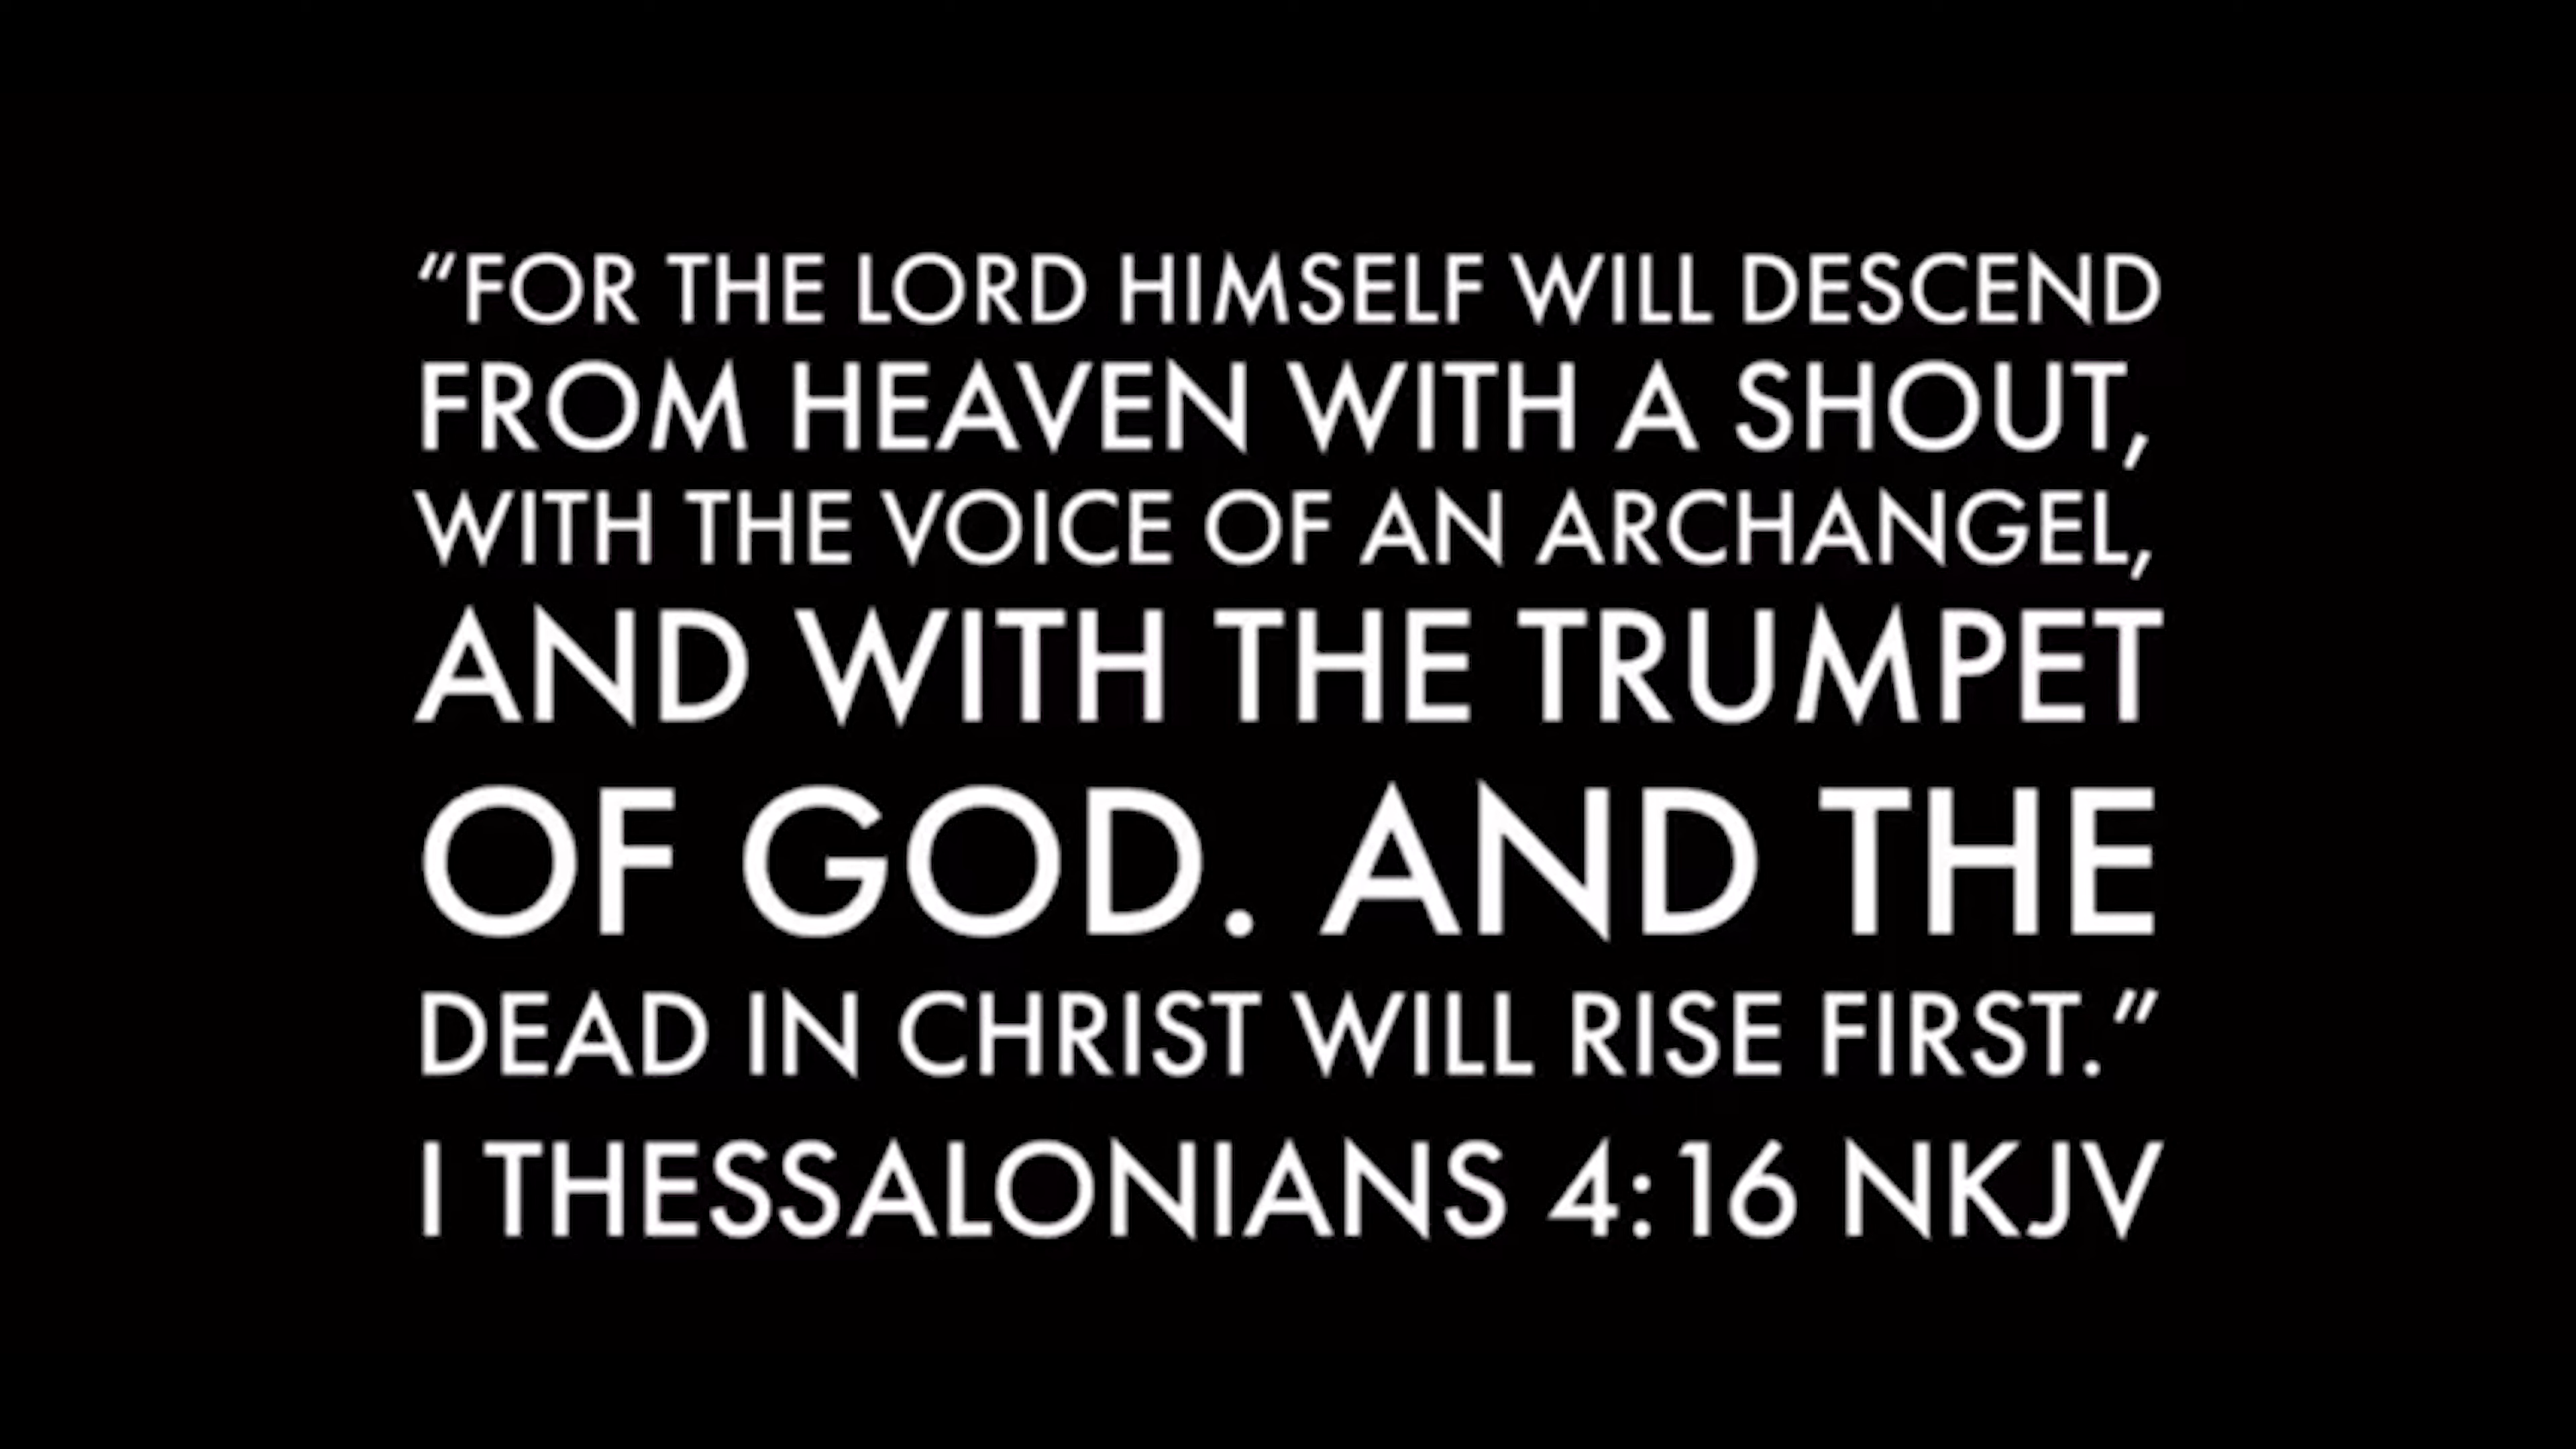 “FOR THE LORD HIMSELF WILL DESCEND
FROM HEAVEN WITH A SHOUT,
WITH THE VOICE OF AN ARCHANGEL,
AND WITH THE TRUMPET
OF GOD. AND THE
DEAD IN CHRIST WILL RISE FIRST.”
I THESSALONIANS 4:16 NKJV